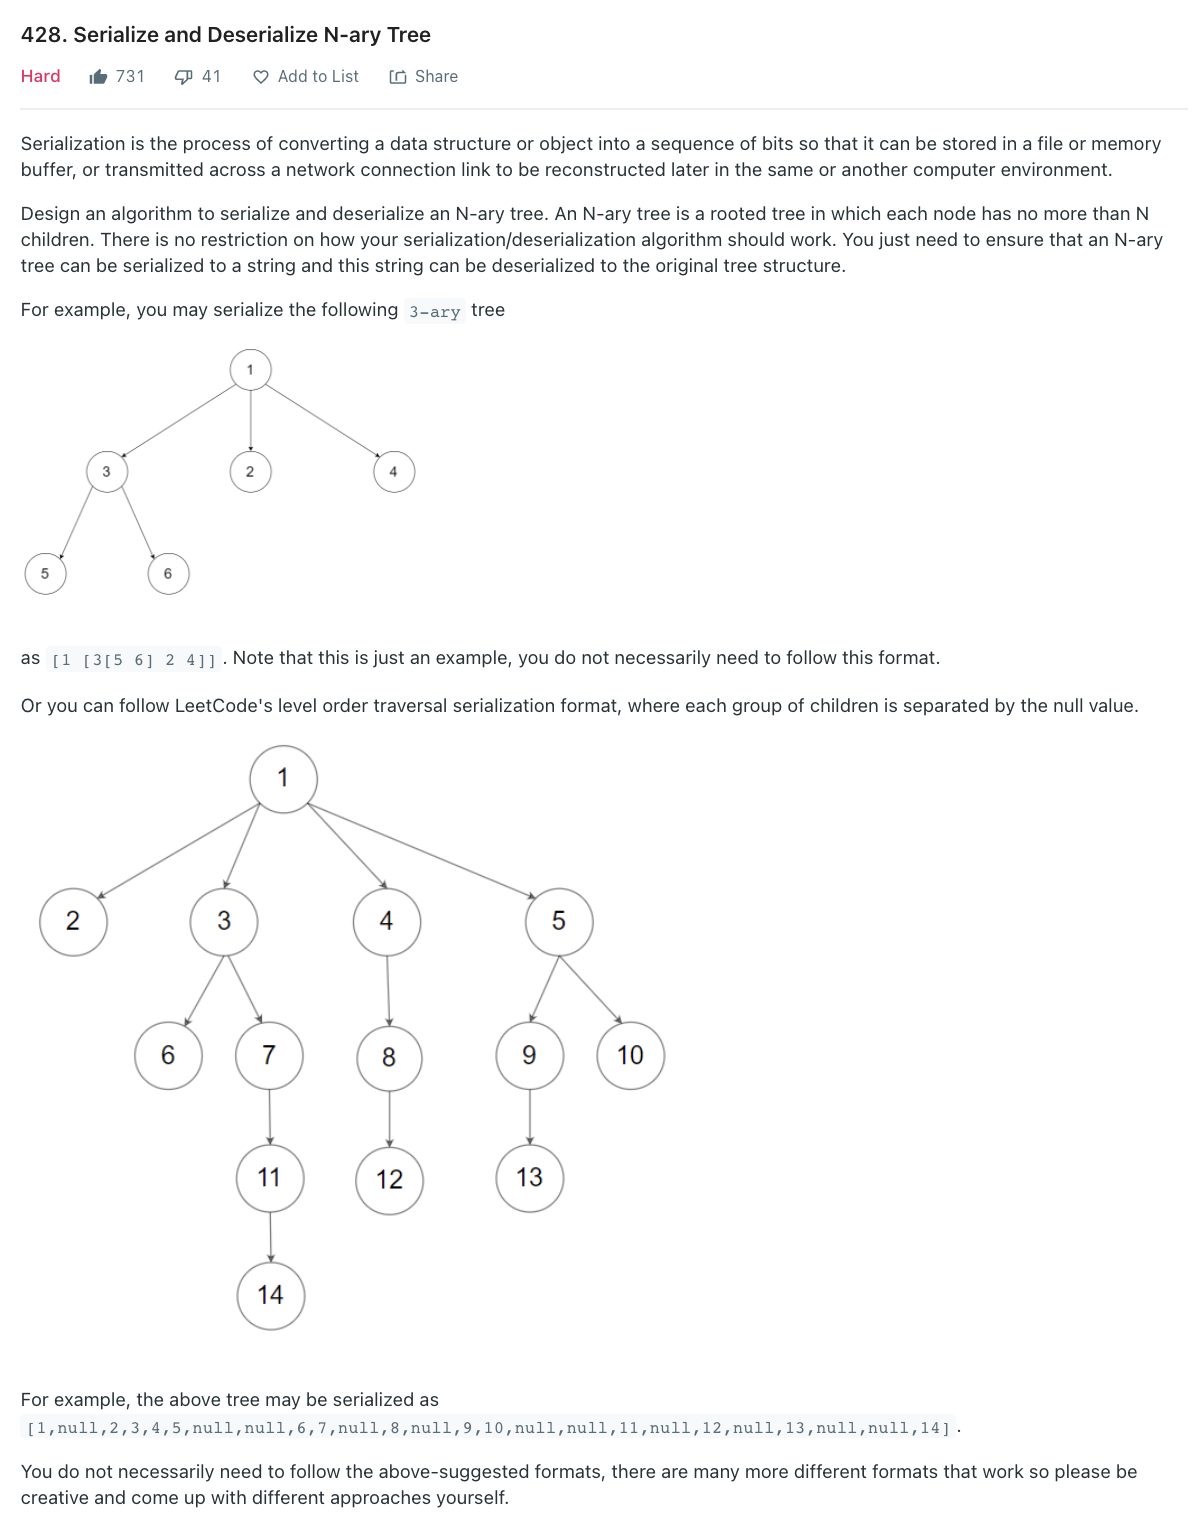 428. Serialize and Deserialize N-ary Tree
Hard 731 41 Add to List Share
Serialization is the process of converting a data structure or object into a sequence of bits so that it can be stored in a file or memory
buffer, or transmitted across a network connection link to be reconstructed later in the same or another computer environment.
Design an algorithm to serialize and deserialize an N-ary tree. An N-ary tree is a rooted tree in which each node has no more than N
children. There is no restriction on how your serialization/deserialization algorithm should work. You just need to ensure that an N-ary
tree can be serialized to a string and this string can be deserialized to the original tree structure.
For example, you may serialize the following 3-ary tree
1
3 2 4
5 6
as [1 [3[5 6] 2 4]]. Note that this is just an example, you do not necessarily need to follow this format.
Or you can follow LeetCode's level order traversal serialization format, where each group of children is separated by the null value.
1
2 3 4 5
6 7 8 9 10
11 12 13
14
For example, the above tree may be serialized as
[1,null,2,3,4,5,null,null,6,7,null,8,null,9,10,null,null,11,null,12,null,13,null,null,14].
You do not necessarily need to follow the above-suggested formats, there are many more different formats that work so please be
creative and come up with different approaches yourself.